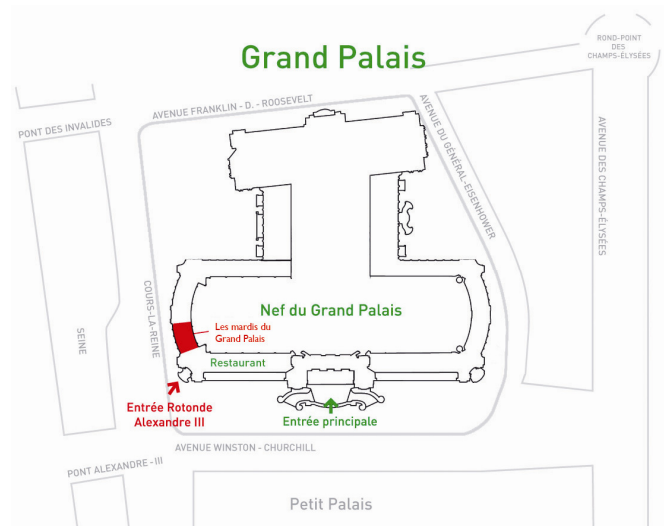 Grand Palais
ROND-POINT
DES
CHAMPS-ÉLYSÉES
AVENUE FRANKLIN - D. - ROOSEVELT
PONT DES INVALIDES
AVENUE DU GÉNÉRAL-EISENHOWER
AVENUE DES CHAMPS-ÉLYSÉES
COURS-LA-REINE
SEINE
Nef du Grand Palais
Les mardis du
Grand Palais
Restaurant
Entrée Rotonde
Alexandre III
Entrée principale
AVENUE WINSTON - CHURCHILL
PONT ALEXANDRE - III
Petit Palais